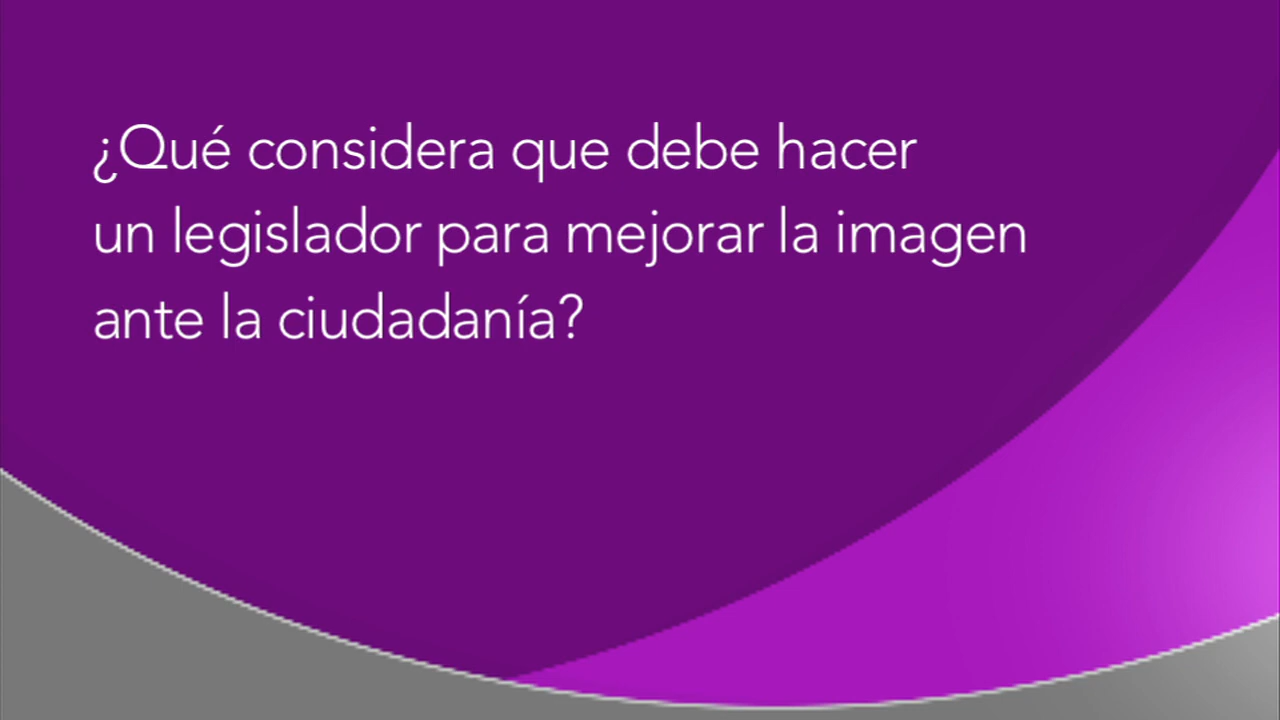 ¿Qué considera que debe hacer
un legislador para mejorar la imagen
ante la ciudadanía?